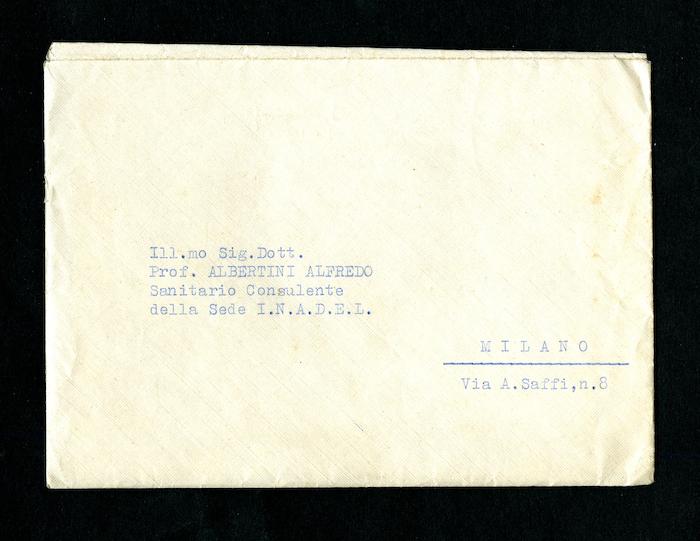 Ill.mo Sig.Dott.
Prof. ALBERTINI ALFREDO
Sanitario Consulente
della Sede I.N.A.D.E.L.
M I L A N O
Via A.Saffi,n.8